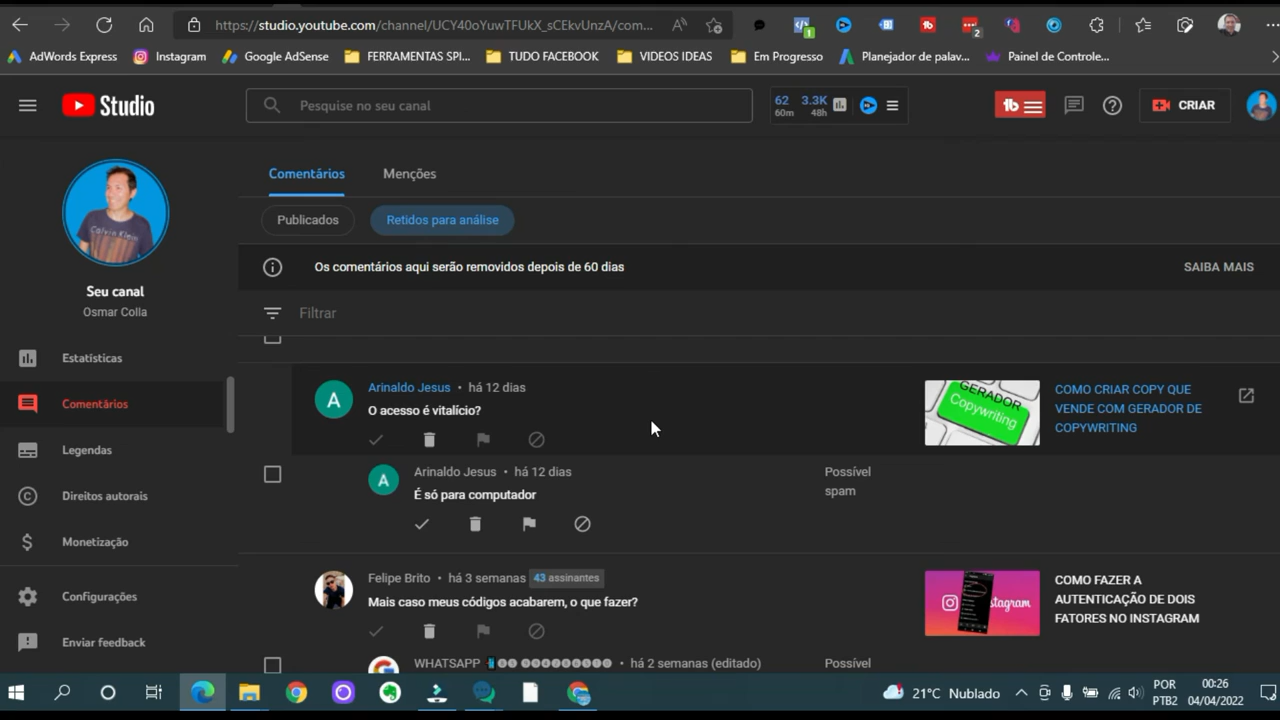 https://studio.youtube.com/channel/UCY40oYuwTFUkX_sCEkvUnzA/com...
AdWords Express
Instagram
Google AdSense
FERRAMENTAS SPI...
TUDO FACEBOOK
VIDEOS IDEAS
Em Progresso
Planejador de palav...
Painel de Controle...
Studio
Pesquise no seu canal
62
60m
3.3K
48h
CRIAR
Comentários
Menções
Publicados
Retidos para análise
Os comentários aqui serão removidos depois de 60 dias
SAIBA MAIS
Filtrar
Seu canal
Osmar Colla
Estatísticas
Comentários
Legendas
Direitos autorais
Monetização
Configurações
Enviar feedback
Arinaldo Jesus • há 12 dias
O acesso é vitalício?
GERADOR
Copywriting
COMO CRIAR COPY QUE
VENDE COM GERADOR DE
COPYWRITING
Arinaldo Jesus • há 12 dias
É só para computador
Possível
spam
Felipe Brito • há 3 semanas 43 assinantes
Mais caso meus códigos acabarem, o que fazer?
COMO FAZER A
AUTENTICAÇÃO DE DOIS
FATORES NO INSTAGRAM
WHATSAPP • há 2 semanas (editado)
Possível
21°C Nublado
POR
PTB2
00:26
04/04/2022